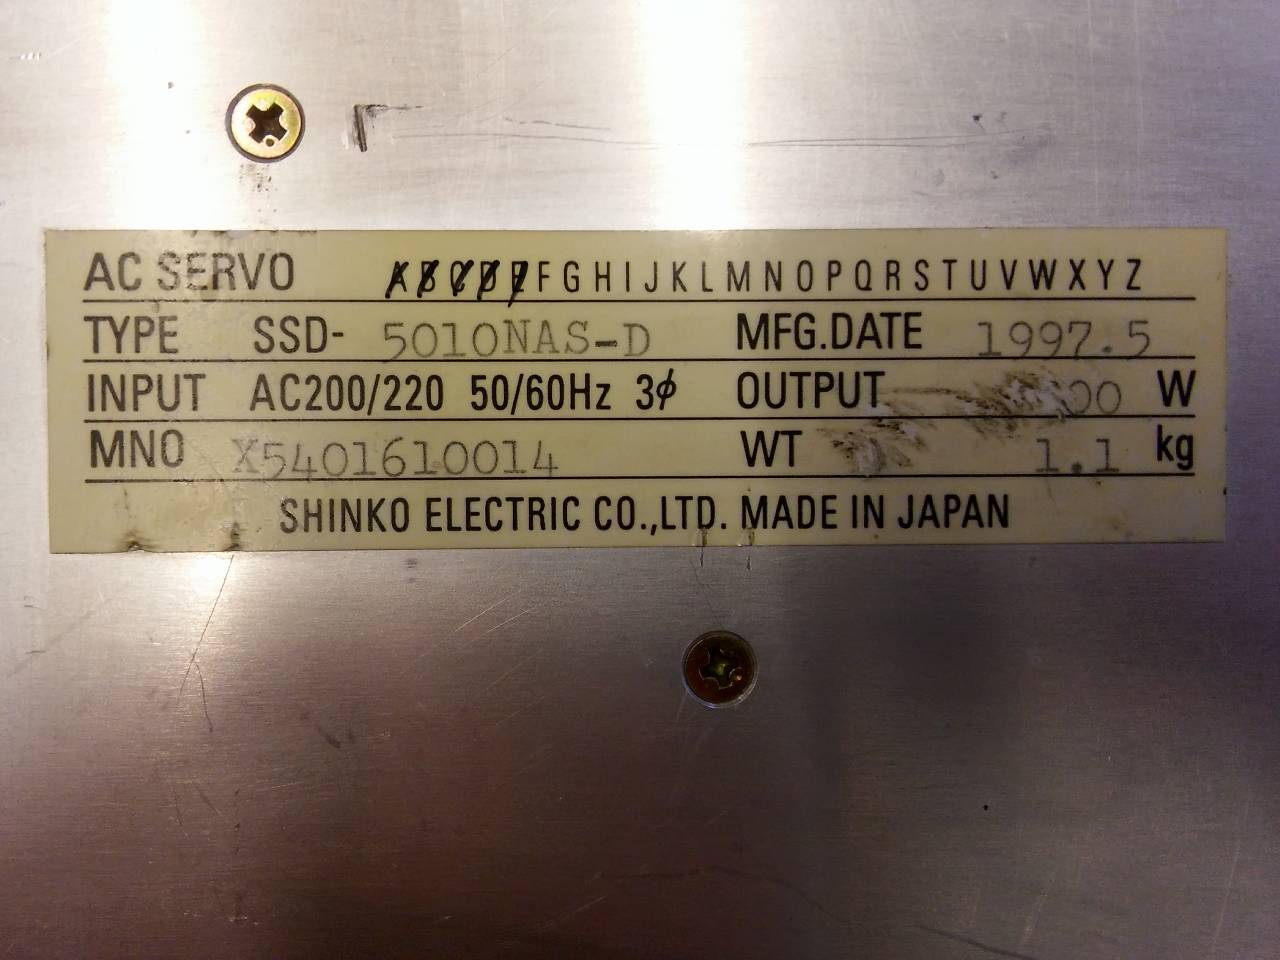 AC SERVO ABCDEFGHIJKLMNOPQRSTUVWXYZ
TYPE SSD- 5010NAS-D MFG.DATE 1997.5
INPUT AC200/220 50/60Hz 3ϕ OUTPUT W
MNO X5401610014 WT 1.1 kg
SHINKO ELECTRIC CO.,LTD. MADE IN JAPAN